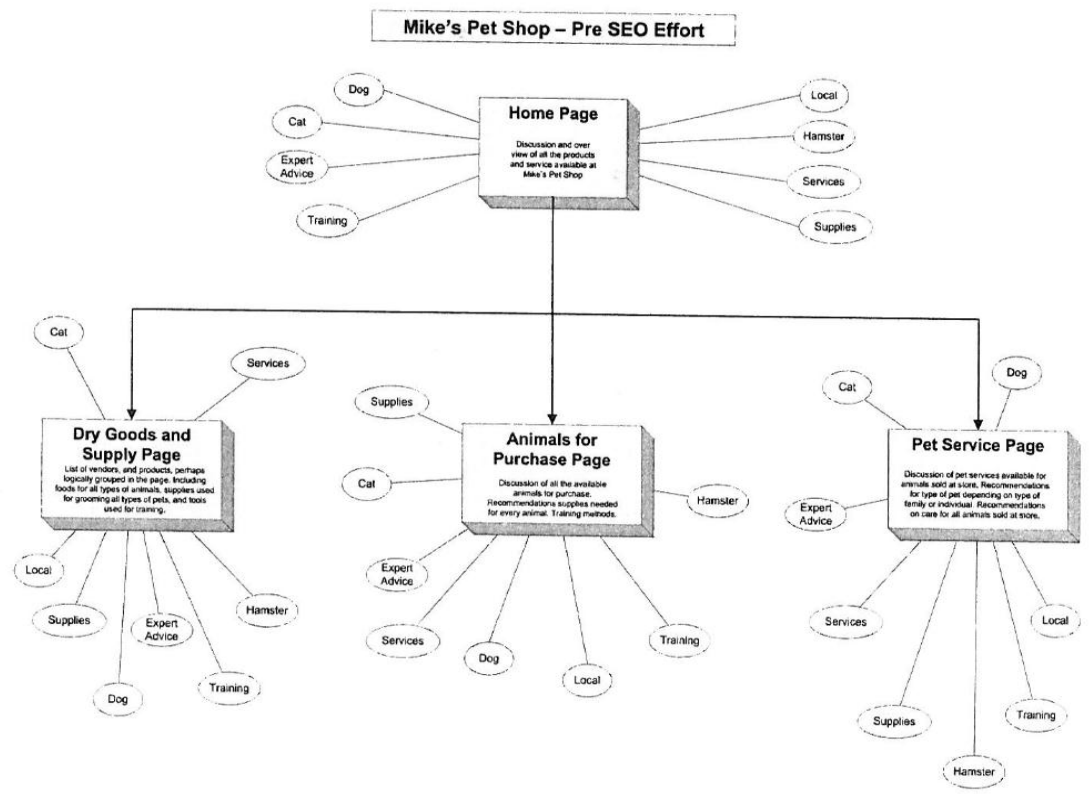 Mike's Pet Shop – Pre SEO Effort
Dog
Cat
Expert
Advice
Training
Home Page
Discussion and over
view of all the products
and service available at
Mike's Pet Shop
Local
Hamster
Services
Supplies
Cat
Services
Dry Goods and
Supply Page
List of vendors, and products, perhaps
logically grouped in the page. Including
foods for all types of animals, supplies used
for grooming all types of pets, and tools
used for training.
Local
Supplies
Dog
Expert
Advice
Training
Hamster
Supplies
Cat
Animals for
Purchase Page
Discussion of all the available
animals for purchase.
Recommendations supplies needed
for every animal. Training methods.
Hamster
Expert
Advice
Services
Dog
Local
Training
Cat
Dog
Pet Service Page
Discussion of pet services available for
animals sold at store. Recommendations
for type of pet depending on type of
family or individual. Recommendations
on care for all animals sold at store.
Expert
Advice
Services
Supplies
Hamster
Training
Local